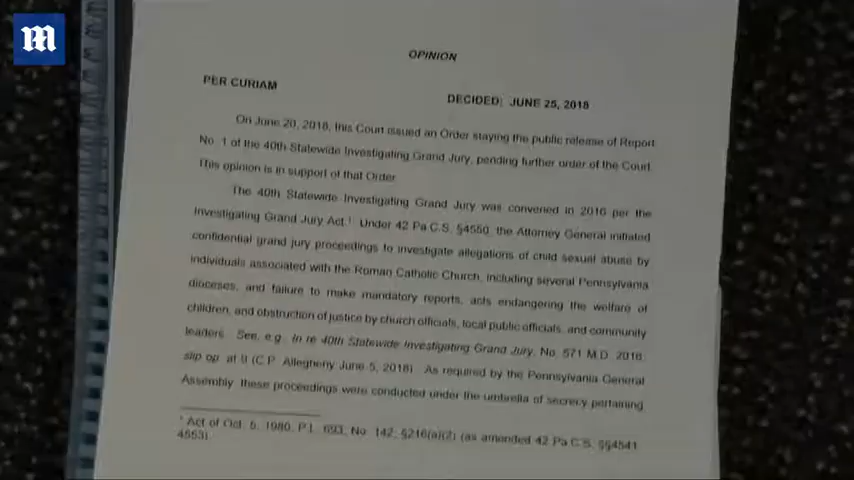 m
OPINION
PER CURIAM
DECIDED: JUNE 25, 2018
On June 20, 2018, this Court issued an Order staying the public release of Report
No. 1 of the 40th Statewide Investigating Grand Jury, pending further order of the Court.
This opinion is in support of that Order.
The 40th Statewide Investigating Grand Jury was convened in 2016 per the
Investigating Grand Jury Act.1 Under 42 Pa.C.S. §4550, the Attorney General initiated
confidential grand jury proceedings to investigate allegations of child sexual abuse by
individuals associated with the Roman Catholic Church, including several Pennsylvania
dioceses, and failure to make mandatory reports, acts endangering the welfare of
children, and obstruction of justice by church officials, local public officials, and community
leaders. See, e.g. In re 40th Statewide Investigating Grand Jury, No. 571 M.D. 2016,
slip op. at 9 (C.P. Allegheny June 5, 2018). As required by the Pennsylvania General
Assembly, these proceedings were conducted under the umbrella of secrecy pertaining
1 Act of Oct. 5, 1980, P.L. 693, No. 142, §216(a)(2) (as amended 42 Pa.C.S. §§4541
4553).